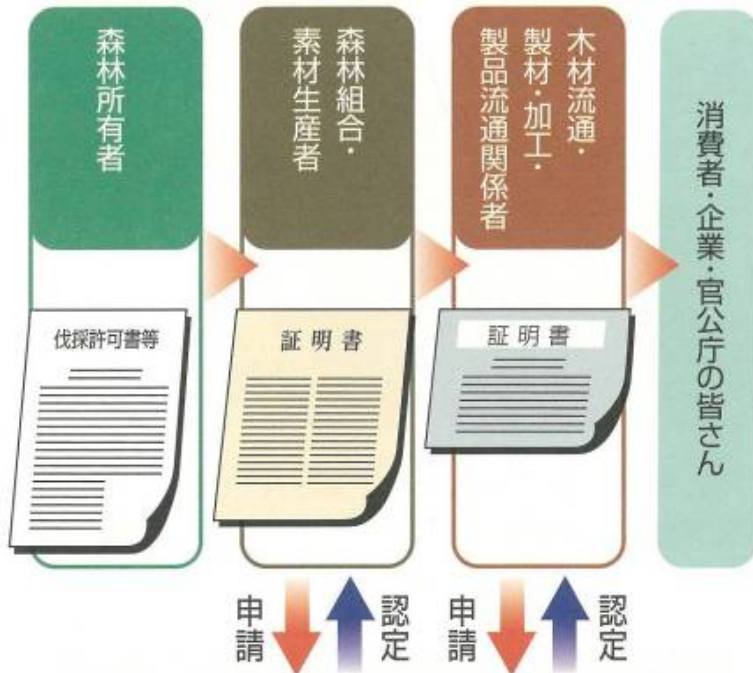 森林所有者
伐採許可書等
森林組合・
素材生産者
証明書
木材流通・
製材・加工・
製品流通関係者
証明書
消費者・企業・官公庁の皆さん
申請
認定
申請
認定